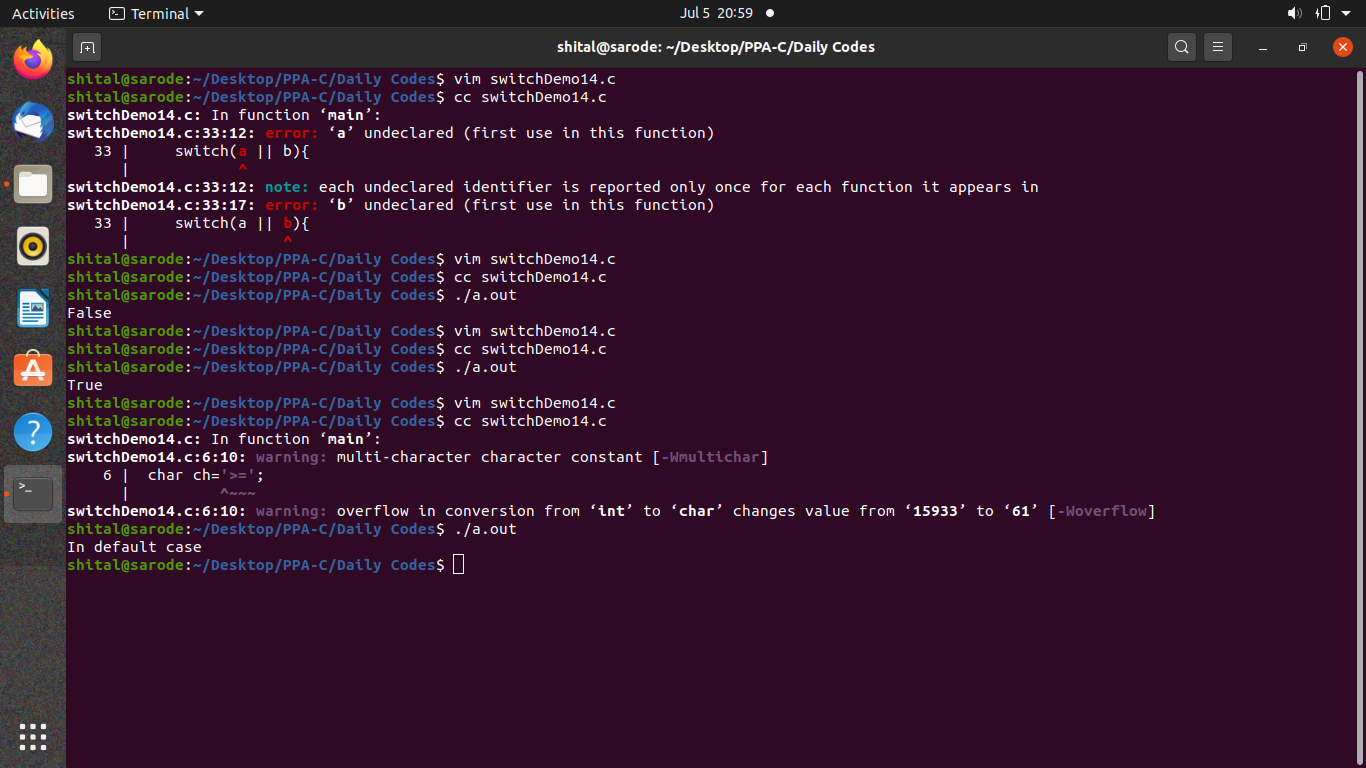 Activities
Terminal
Jul 5 20:59
shital@sarode: ~/Desktop/PPA-C/Daily Codes
shital@sarode:~/Desktop/PPA-C/Daily Codes$ vim switchDemo14.c
shital@sarode:~/Desktop/PPA-C/Daily Codes$ cc switchDemo14.c
switchDemo14.c: In function ‘main’:
switchDemo14.c:33:12: error: ‘a’ undeclared (first use in this function)
   33 |     switch(a || b){
      |            ^
switchDemo14.c:33:12: note: each undeclared identifier is reported only once for each function it appears in
switchDemo14.c:33:17: error: ‘b’ undeclared (first use in this function)
   33 |     switch(a || b){
      |                 ^
shital@sarode:~/Desktop/PPA-C/Daily Codes$ vim switchDemo14.c
shital@sarode:~/Desktop/PPA-C/Daily Codes$ cc switchDemo14.c
shital@sarode:~/Desktop/PPA-C/Daily Codes$ ./a.out
False
shital@sarode:~/Desktop/PPA-C/Daily Codes$ vim switchDemo14.c
shital@sarode:~/Desktop/PPA-C/Daily Codes$ cc switchDemo14.c
shital@sarode:~/Desktop/PPA-C/Daily Codes$ ./a.out
True
shital@sarode:~/Desktop/PPA-C/Daily Codes$ vim switchDemo14.c
shital@sarode:~/Desktop/PPA-C/Daily Codes$ cc switchDemo14.c
switchDemo14.c: In function ‘main’:
switchDemo14.c:6:10: warning: multi-character character constant [-Wmultichar]
    6 |  char ch='>=';
      |          ^~~~
switchDemo14.c:6:10: warning: overflow in conversion from ‘int’ to ‘char’ changes value from ‘15933’ to ‘61’ [-Woverflow]
shital@sarode:~/Desktop/PPA-C/Daily Codes$ ./a.out
In default case
shital@sarode:~/Desktop/PPA-C/Daily Codes$